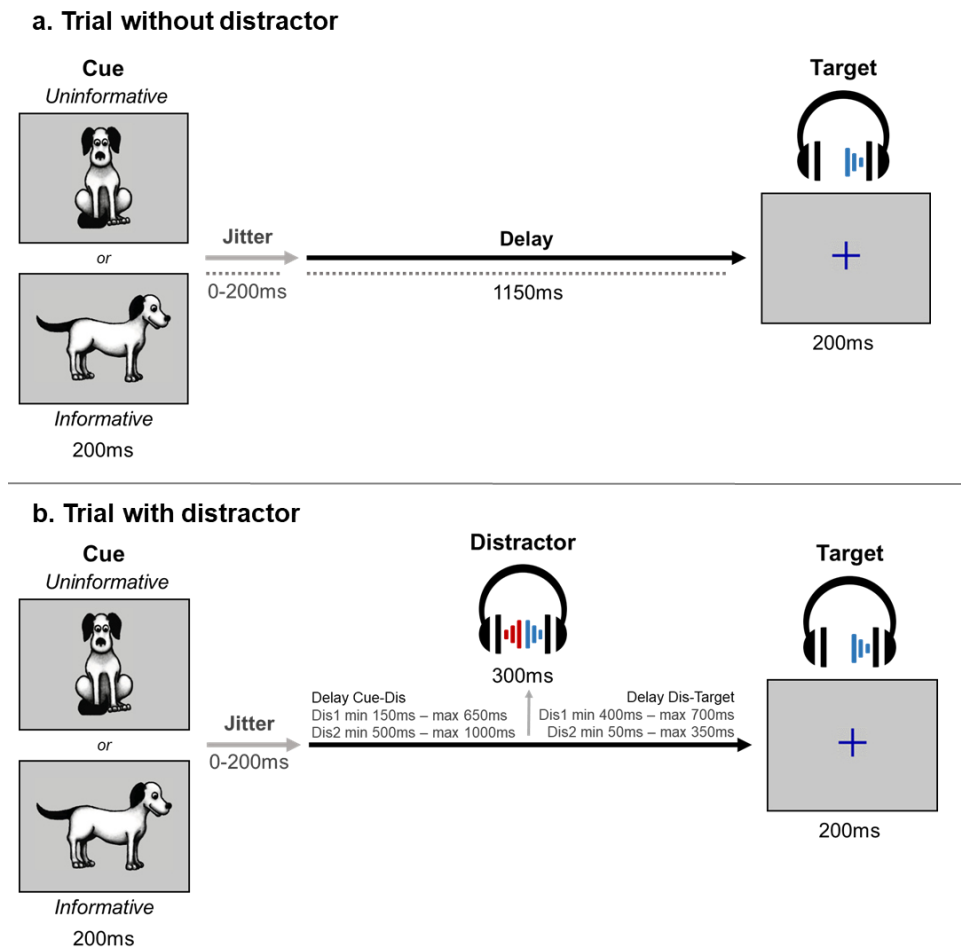 a. Trial without distractor
Cue
Uninformative
or
Informative
200ms
Jitter
0-200ms
Delay
1150ms
Target
200ms
b. Trial with distractor
Cue
Uninformative
or
Informative
200ms
Jitter
0-200ms
Distractor
300ms
Delay Cue-Dis
Dis1 min 150ms – max 650ms
Dis2 min 500ms – max 1000ms
Delay Dis-Target
Dis1 min 400ms – max 700ms
Dis2 min 50ms – max 350ms
Target
200ms